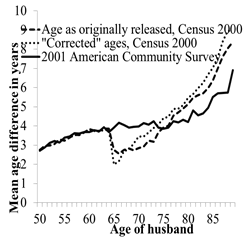 10
9
8
7
6
5
4
3
2
1
0
Age as originally released, Census 2000
"Corrected" ages, Census 2000
2001 American Community Survey
Mean age difference in years
50 55 60 65 70 75 80 85
Age of husband